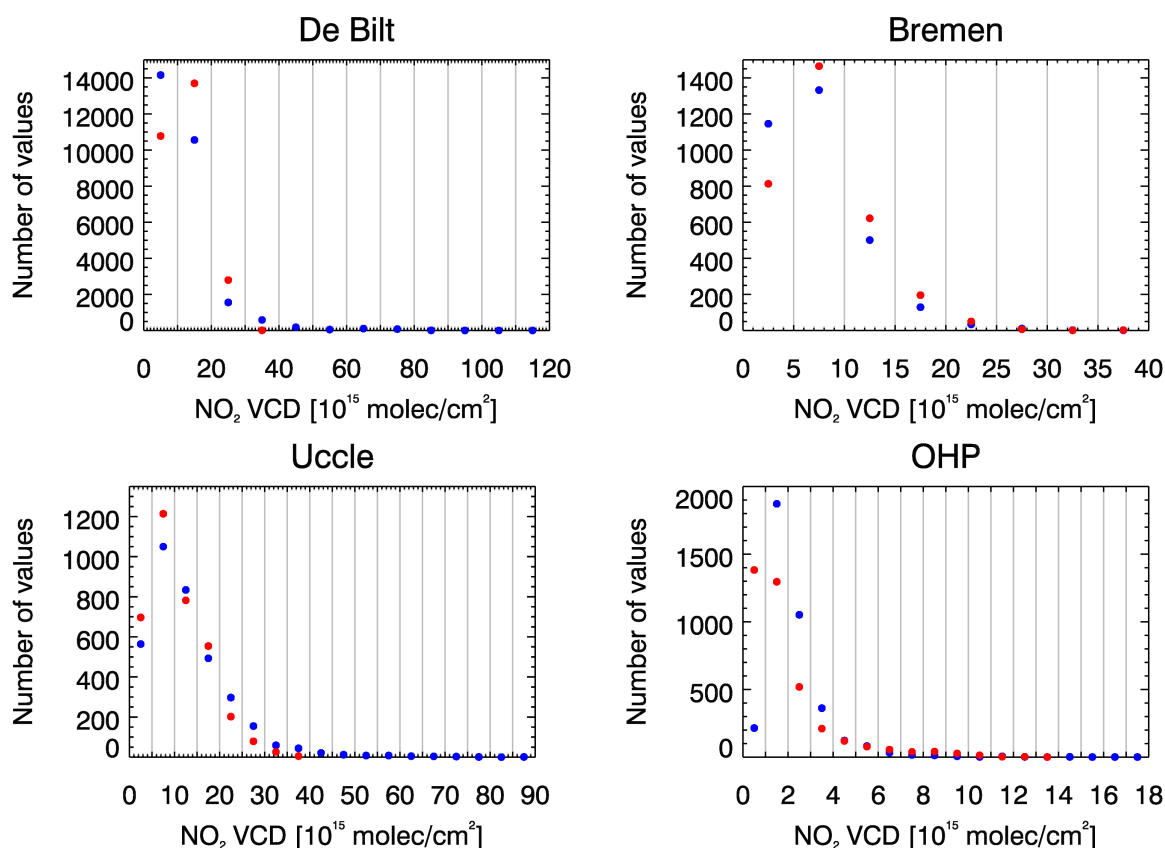 De Bilt
Number of values
14000
12000
10000
8000
6000
4000
2000
0
0 20 40 60 80 100 120
NO₂ VCD [10¹⁵ molec/cm²]
Bremen
Number of values
1400
1200
1000
800
600
400
200
0
0 5 10 15 20 25 30 35 40
NO₂ VCD [10¹⁵ molec/cm²]
Uccle
Number of values
1200
1000
800
600
400
200
0
0 10 20 30 40 50 60 70 80 90
NO₂ VCD [10¹⁵ molec/cm²]
OHP
Number of values
2000
1500
1000
500
0
0 2 4 6 8 10 12 14 16 18
NO₂ VCD [10¹⁵ molec/cm²]